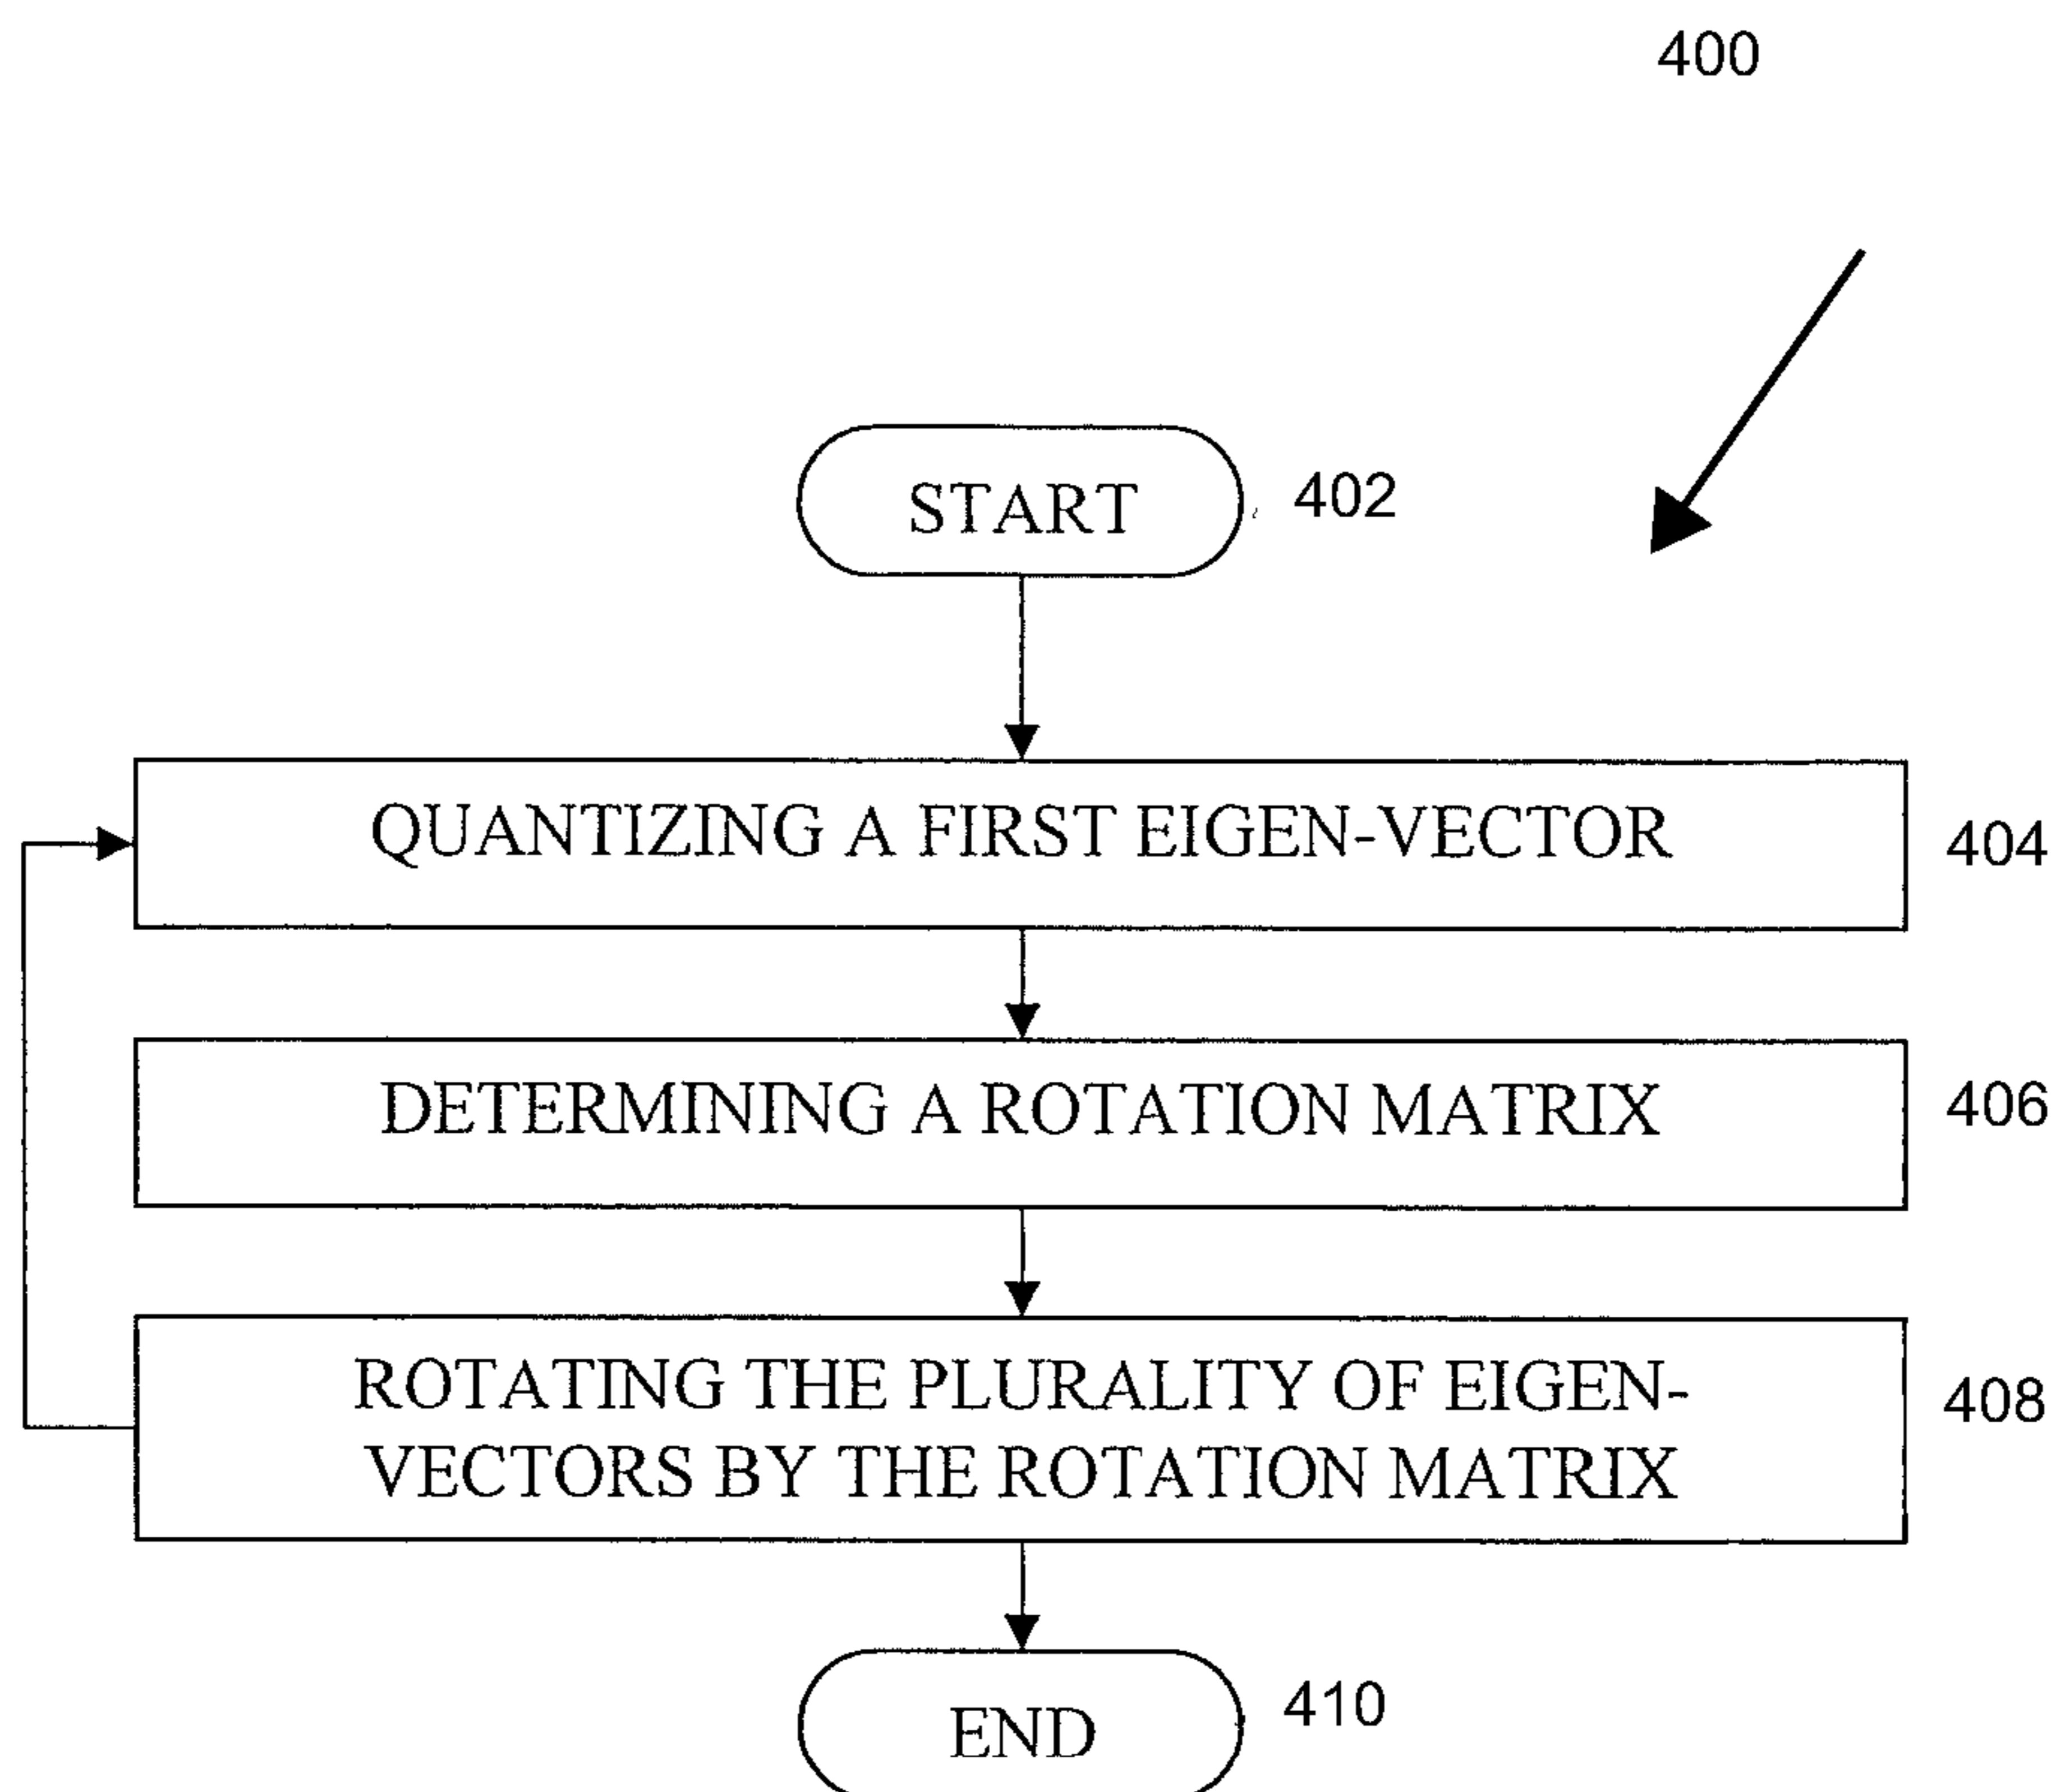 400
START
402
QUANTIZING A FIRST EIGEN-VECTOR
404
DETERMINING A ROTATION MATRIX
406
ROTATING THE PLURALITY OF EIGEN-
VECTORS BY THE ROTATION MATRIX
408
END
410